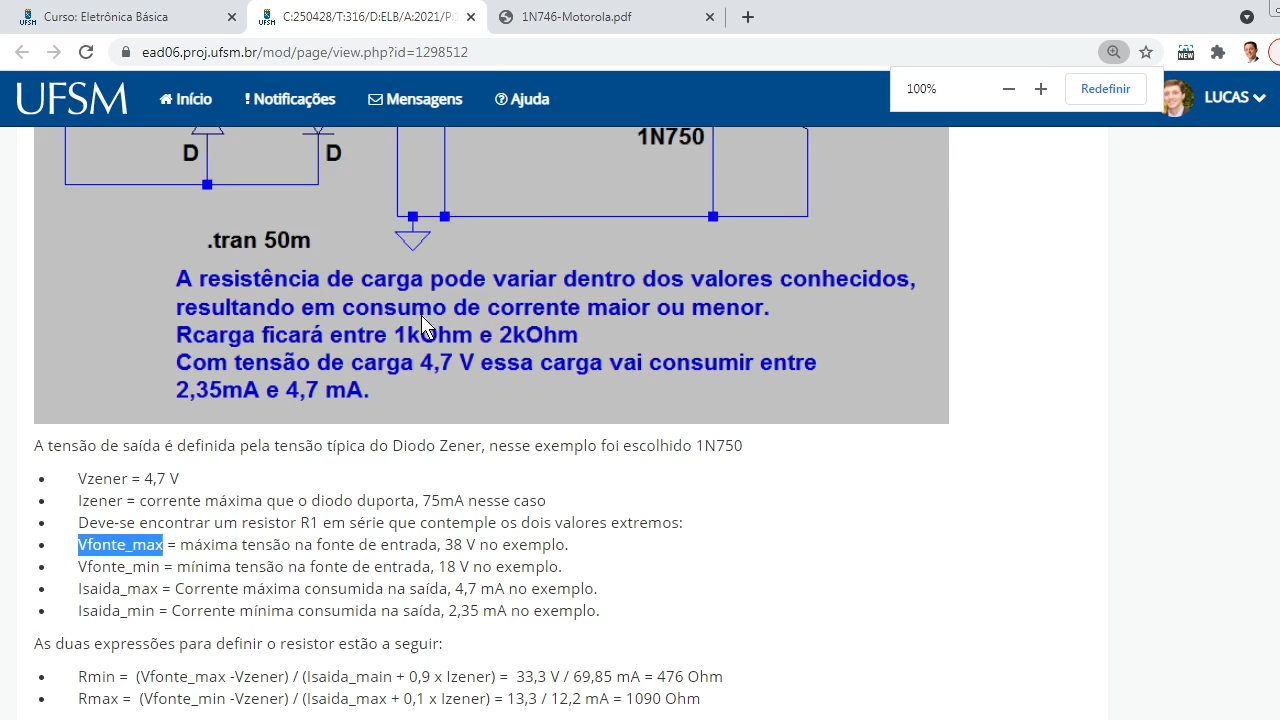 Curso: Eletrônica Básica
C:250428/T:316/D:ELB/A:2021/P
1N746-Motorola.pdf
ead06.proj.ufsm.br/mod/page/view.php?id=1298512
NEW
100%
Redefinir
UFSM
Início
! Notificações
Mensagens
Ajuda
LUCAS
1N750
D
D
.tran 50m
A resistência de carga pode variar dentro dos valores conhecidos,
resultando em consumo de corrente maior ou menor.
Rcarga ficará entre 1kOhm e 2kOhm
Com tensão de carga 4,7 V essa carga vai consumir entre
2,35mA e 4,7 mA.
A tensão de saída é definida pela tensão típica do Diodo Zener, nesse exemplo foi escolhido 1N750
• Vzener = 4,7 V
• Izener = corrente máxima que o diodo duporta, 75mA nesse caso
• Deve-se encontrar um resistor R1 em série que contemple os dois valores extremos:
• Vfonte_max = máxima tensão na fonte de entrada, 38 V no exemplo.
• Vfonte_min = mínima tensão na fonte de entrada, 18 V no exemplo.
• Isaida_max = Corrente máxima consumida na saída, 4,7 mA no exemplo.
• Isaida_min = Corrente mínima consumida na saída, 2,35 mA no exemplo.
As duas expressões para definir o resistor estão a seguir:
• Rmin = (Vfonte_max -Vzener) / (Isaida_main + 0,9 x Izener) = 33,3 V / 69,85 mA = 476 Ohm
• Rmax = (Vfonte_min -Vzener) / (Isaida_max + 0,1 x Izener) = 13,3 / 12,2 mA = 1090 Ohm